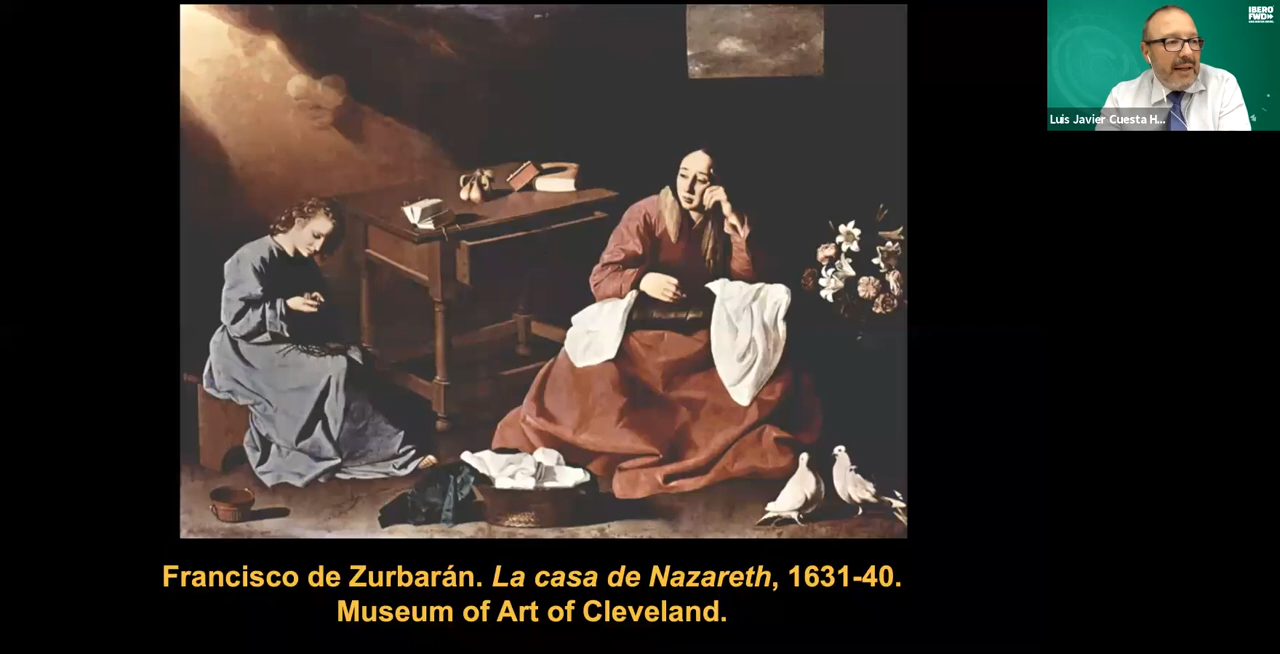 IBERO
FWD»
Luis Javier Cuesta H...
Francisco de Zurbarán. La casa de Nazareth, 1631-40.
Museum of Art of Cleveland.